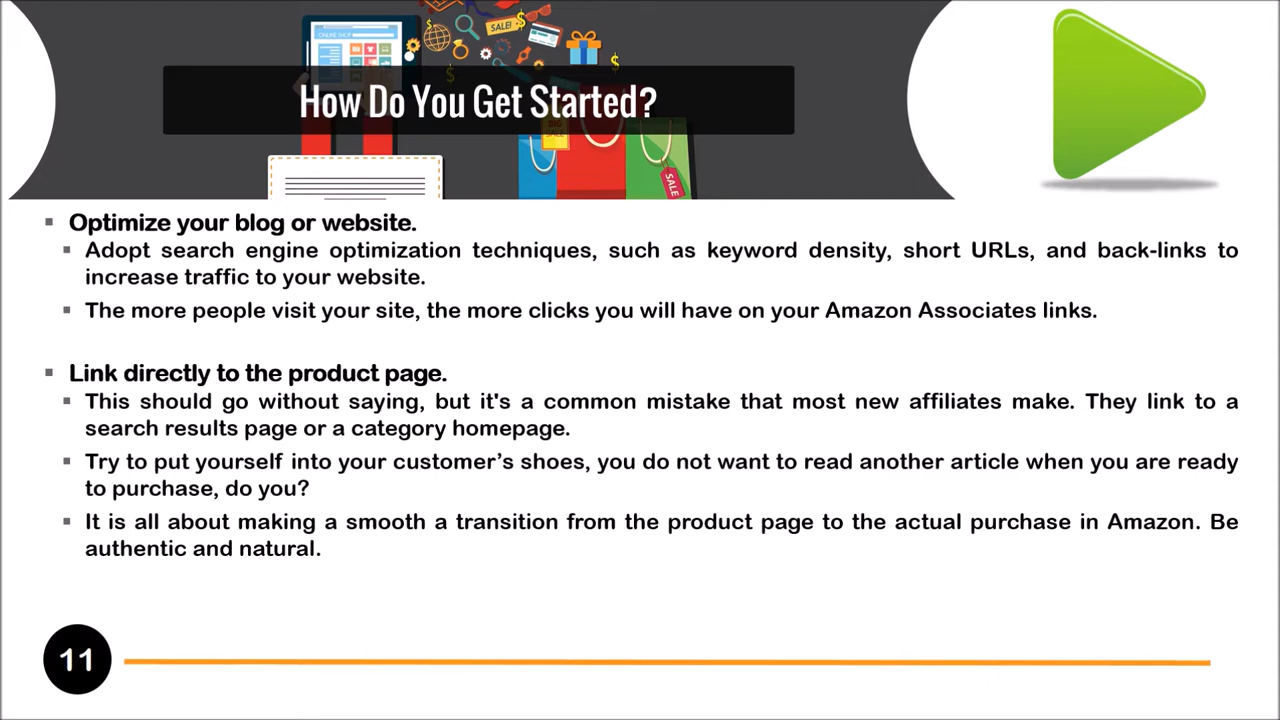 ONLINE SHOP
SALE!
How Do You Get Started?
BIG
SALE
SALE
Optimize your blog or website.
Adopt search engine optimization techniques, such as keyword density, short URLs, and back-links to
increase traffic to your website.
The more people visit your site, the more clicks you will have on your Amazon Associates links.
Link directly to the product page.
This should go without saying, but it's a common mistake that most new affiliates make. They link to a
search results page or a category homepage.
Try to put yourself into your customer’s shoes, you do not want to read another article when you are ready
to purchase, do you?
It is all about making a smooth a transition from the product page to the actual purchase in Amazon. Be
authentic and natural.
11